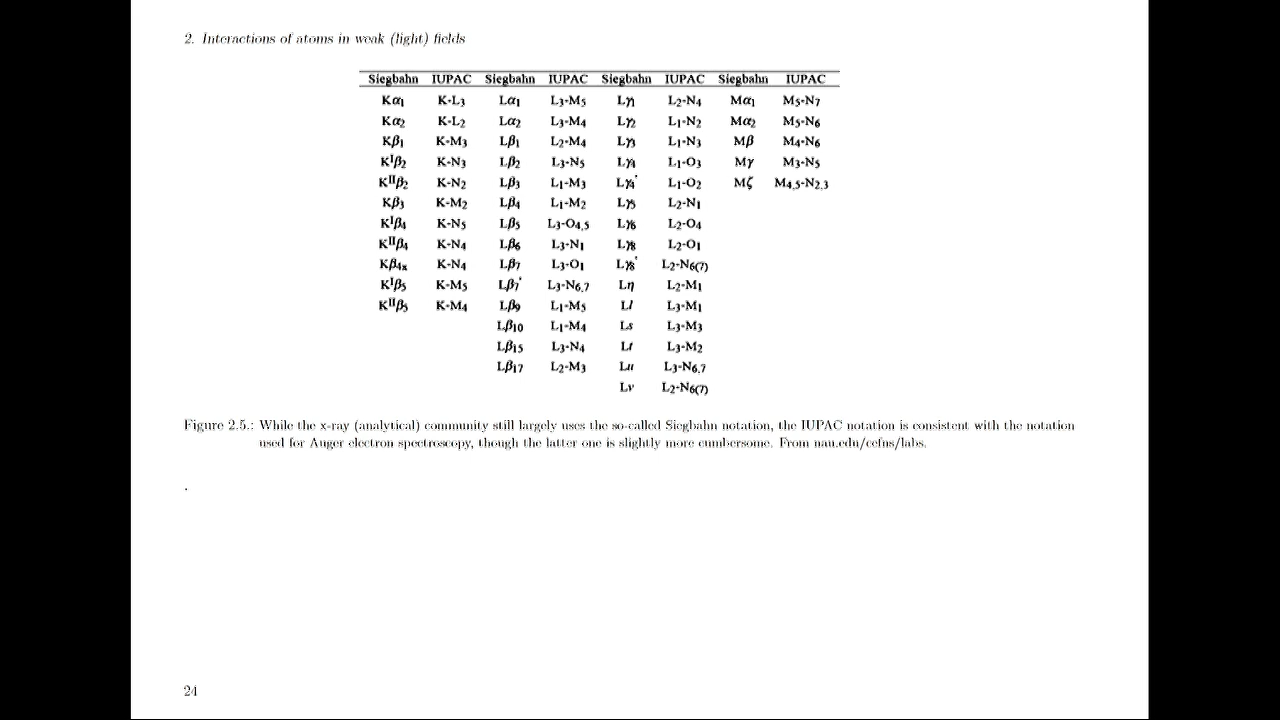 2. Interactions of atoms in weak (light) fields
Siegbahn IUPAC Siegbahn IUPAC Siegbahn IUPAC Siegbahn IUPAC
Kα1 K-L3 Lα1 L3-M5 Lγ1 L2-N4 Mα1 M5-N7
Kα2 K-L2 Lα2 L3-M4 Lγ2 L1-N2 Mα2 M5-N6
Kβ1 K-M3 Lβ1 L2-M4 Lγ3 L1-N3 Mβ M4-N6
KIβ2 K-N3 Lβ2 L3-N5 Lγ4 L1-O3 Mγ M3-N5
KIIβ2 K-N2 Lβ3 L1-M3 Lγ4' L1-O2 Mζ M4,5-N2,3
Kβ3 K-M2 Lβ4 L1-M2 Lγ5 L2-N1
KIβ4 K-N5 Lβ5 L3-O4,5 Lγ6 L2-O4
KIIβ4 K-N4 Lβ6 L3-N1 Lγ8 L2-O1
Kβ4x K-N4 Lβ7 L3-O1 Lγ8' L2-N6(7)
KIβ5 K-M5 Lβ7' L3-N6,7 Lη L2-M1
KIIβ5 K-M4 Lβ9 L1-M5 Ll L3-M1
Lβ10 L1-M4 Ls L3-M3
Lβ15 L3-N4 Lt L3-M2
Lβ17 L2-M3 Lu L3-N6,7
Lv L2-N6(7)
Figure 2.5.: While the x-ray (analytical) community still largely uses the so-called Siegbahn notation, the IUPAC notation is consistent with the notation
used for Auger electron spectroscopy, though the latter one is slightly more cumbersome. From nau.edu/cefns/labs.
.
24